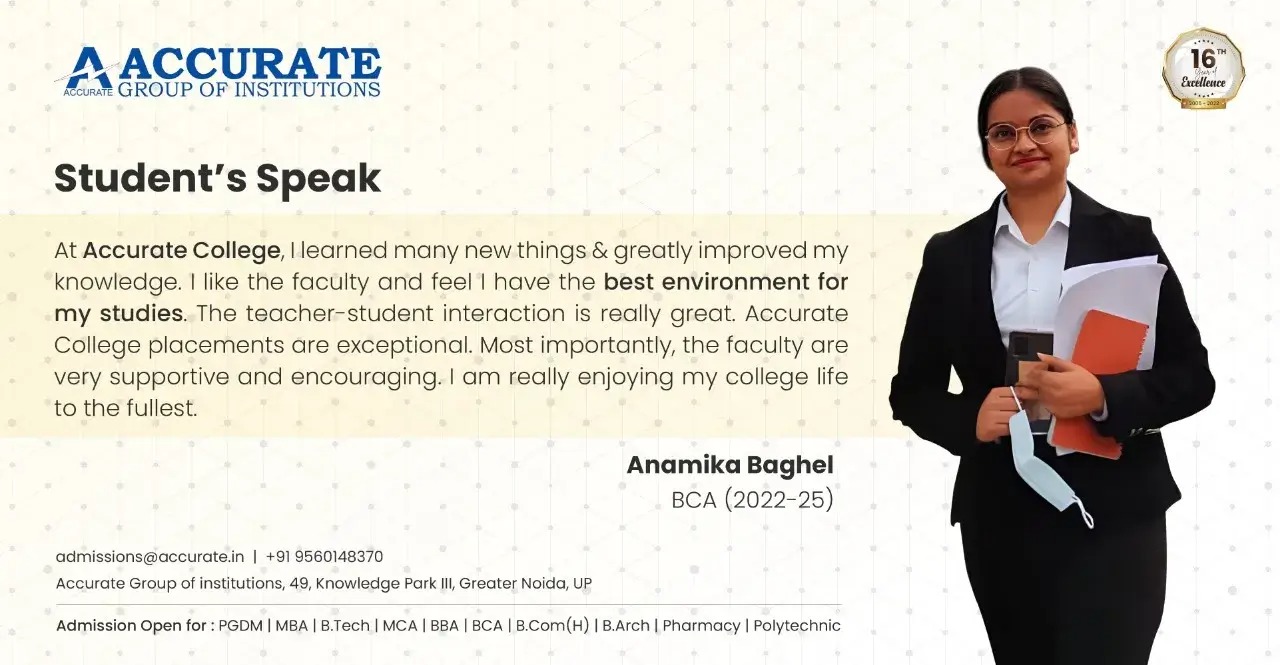 ACCURATE
ACCURATE
GROUP OF INSTITUTIONS
16TH
Year of
Excellence
Student’s Speak
At Accurate College, I learned many new things & greatly improved my
knowledge. I like the faculty and feel I have the best environment for
my studies. The teacher-student interaction is really great. Accurate
College placements are exceptional. Most importantly, the faculty are
very supportive and encouraging. I am really enjoying my college life
to the fullest.
Anamika Baghel
BCA (2022-25)
admissions@accurate.in | +91 9560148370
Accurate Group of institutions, 49, Knowledge Park III, Greater Noida, UP
Admission Open for : PGDM | MBA | B.Tech | MCA | BBA | BCA | B.Com(H) | B.Arch | Pharmacy | Polytechnic